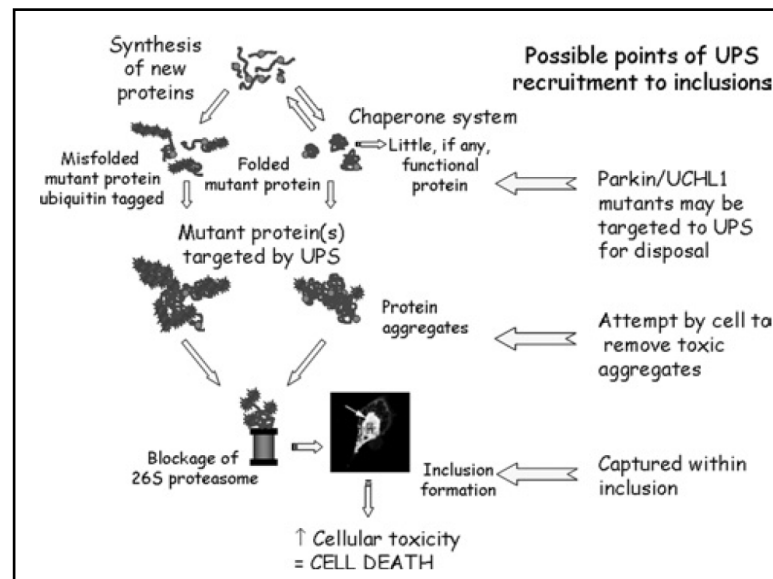 Synthesis
of new
proteins
Possible points of UPS
recruitment to inclusions
Chaperone system
Little, if any,
functional
protein
Misfolded
mutant protein
ubiquitin tagged
Folded
mutant protein
Parkin/UCHL1
mutants may be
targeted to UPS
for disposal
Mutant protein(s)
targeted by UPS
Protein
aggregates
Attempt by cell to
remove toxic
aggregates
Blockage of
26S proteasome
Inclusion
formation
Captured within
inclusion
↑ Cellular toxicity
= CELL DEATH